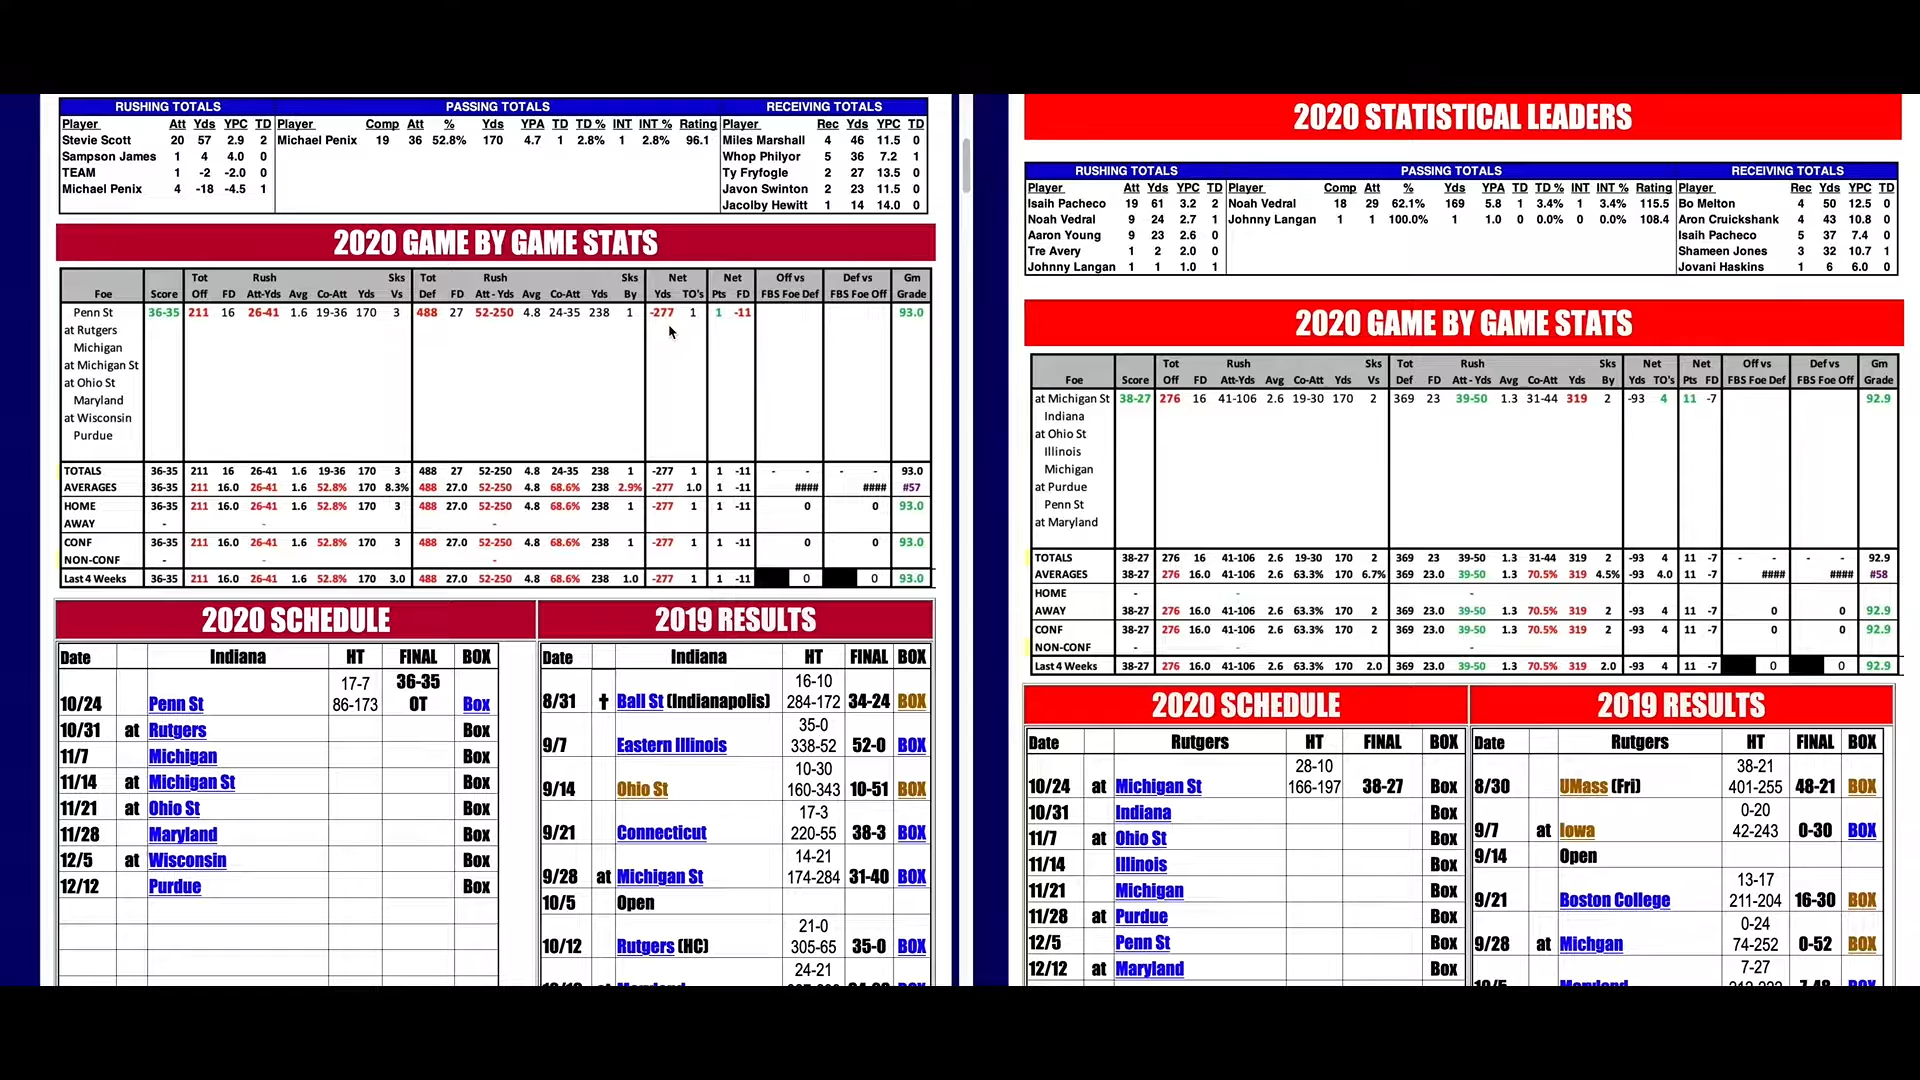 RUSHING TOTALS PASSING TOTALS RECEIVING TOTALS
Player Att Yds YPC TD Player Comp Att % Yds YPA TD TD % INT INT % Rating Player Rec Yds YPC TD
Stevie Scott 20 57 2.9 2 Michael Penix 19 36 52.8% 170 4.7 1 2.8% 1 2.8% 96.1 Miles Marshall 4 46 11.5 0
Sampson James 1 4 4.0 0 Whop Philyor 5 36 7.2 1
TEAM 1 -2 -2.0 0 Ty Fryfogle 2 27 13.5 0
Michael Penix 4 -18 -4.5 1 Javon Swinton 2 23 11.5 0
Jacolby Hewitt 1 14 14.0 0
2020 GAME BY GAME STATS
Tot Rush Sks Tot Rush Sks Net Net Off vs Def vs Gm
Foe Score Off FD Att-Yds Avg Co-Att Yds Vs Def FD Att - Yds Avg Co-Att Yds By Yds TO's Pts FD FBS Foe Def FBS Foe Off Grade
Penn St 36-35 211 16 26-41 1.6 19-36 170 3 488 27 52-250 4.8 24-35 238 1 -277 1 1 -11 93.0
at Rutgers
Michigan
at Michigan St
at Ohio St
Maryland
at Wisconsin
Purdue
TOTALS 36-35 211 16 26-41 1.6 19-36 170 3 488 27 52-250 4.8 24-35 238 1 -277 1 1 -11 - - - - 93.0
AVERAGES 36-35 211 16.0 26-41 1.6 52.8% 170 8.3% 488 27.0 52-250 4.8 68.6% 238 2.9% -277 1.0 1 -11 #### #### #57
HOME 36-35 211 16.0 26-41 1.6 52.8% 170 3 488 27.0 52-250 4.8 68.6% 238 1 -277 1 1 -11 0 0 93.0
AWAY - - -
CONF 36-35 211 16.0 26-41 1.6 52.8% 170 3 488 27.0 52-250 4.8 68.6% 238 1 -277 1 1 -11 0 0 93.0
NON-CONF - - -
Last 4 Weeks 36-35 211 16.0 26-41 1.6 52.8% 170 3.0 488 27.0 52-250 4.8 68.6% 238 1.0 -277 1 1 -11 0 0 93.0
2020 SCHEDULE 2019 RESULTS
Date Indiana HT FINAL BOX
17-7 36-35
10/24 Penn St 86-173 OT Box
10/31 at Rutgers Box
11/7 Michigan Box
11/14 at Michigan St Box
11/21 at Ohio St Box
11/28 Maryland Box
12/5 at Wisconsin Box
12/12 Purdue Box
Date Indiana HT FINAL BOX
16-10
8/31 † Ball St (Indianapolis) 284-172 34-24 BOX
35-0
9/7 Eastern Illinois 338-52 52-0 BOX
10-30
9/14 Ohio St 160-343 10-51 BOX
17-3
9/21 Connecticut 220-55 38-3 BOX
14-21
9/28 at Michigan St 174-284 31-40 BOX
10/5 Open
21-0
10/12 Rutgers (HC) 305-65 35-0 BOX
24-21
2020 STATISTICAL LEADERS
RUSHING TOTALS PASSING TOTALS RECEIVING TOTALS
Player Att Yds YPC TD Player Comp Att % Yds YPA TD TD % INT INT % Rating Player Rec Yds YPC TD
Isaih Pacheco 19 61 3.2 2 Noah Vedral 18 29 62.1% 169 5.8 1 3.4% 1 3.4% 115.5 Bo Melton 4 50 12.5 0
Noah Vedral 9 24 2.7 1 Johnny Langan 1 1 100.0% 1 1.0 0 0.0% 0 0.0% 108.4 Aron Cruickshank 4 43 10.8 0
Aaron Young 9 23 2.6 0 Isaih Pacheco 5 37 7.4 0
Tre Avery 1 2 2.0 0 Shameen Jones 3 32 10.7 1
Johnny Langan 1 1 1.0 1 Jovani Haskins 1 6 6.0 0
2020 GAME BY GAME STATS
Tot Rush Sks Tot Rush Sks Net Net Off vs Def vs Gm
Foe Score Off FD Att-Yds Avg Co-Att Yds Vs Def FD Att - Yds Avg Co-Att Yds By Yds TO's Pts FD FBS Foe Def FBS Foe Off Grade
at Michigan St 38-27 276 16 41-106 2.6 19-30 170 2 369 23 39-50 1.3 31-44 319 2 -93 4 11 -7 92.9
Indiana
at Ohio St
Illinois
Michigan
at Purdue
Penn St
at Maryland
TOTALS 38-27 276 16 41-106 2.6 19-30 170 2 369 23 39-50 1.3 31-44 319 2 -93 4 11 -7 - - - - 92.9
AVERAGES 38-27 276 16.0 41-106 2.6 63.3% 170 6.7% 369 23.0 39-50 1.3 70.5% 319 4.5% -93 4.0 11 -7 #### #### #58
HOME - - -
AWAY 38-27 276 16.0 41-106 2.6 63.3% 170 2 369 23.0 39-50 1.3 70.5% 319 2 -93 4 11 -7 0 0 92.9
CONF 38-27 276 16.0 41-106 2.6 63.3% 170 2 369 23.0 39-50 1.3 70.5% 319 2 -93 4 11 -7 0 0 92.9
NON-CONF - - -
Last 4 Weeks 38-27 276 16.0 41-106 2.6 63.3% 170 2.0 369 23.0 39-50 1.3 70.5% 319 2.0 -93 4 11 -7 0 0 92.9
2020 SCHEDULE 2019 RESULTS
Date Rutgers HT FINAL BOX
28-10
10/24 at Michigan St 166-197 38-27 Box
10/31 Indiana Box
11/7 at Ohio St Box
11/14 Illinois Box
11/21 Michigan Box
11/28 at Purdue Box
12/5 Penn St Box
12/12 at Maryland Box
Date Rutgers HT FINAL BOX
38-21
8/30 UMass (Fri) 401-255 48-21 BOX
0-20
9/7 at Iowa 42-243 0-30 BOX
9/14 Open
13-17
9/21 Boston College 211-204 16-30 BOX
0-24
9/28 at Michgan 74-252 0-52 BOX
7-27